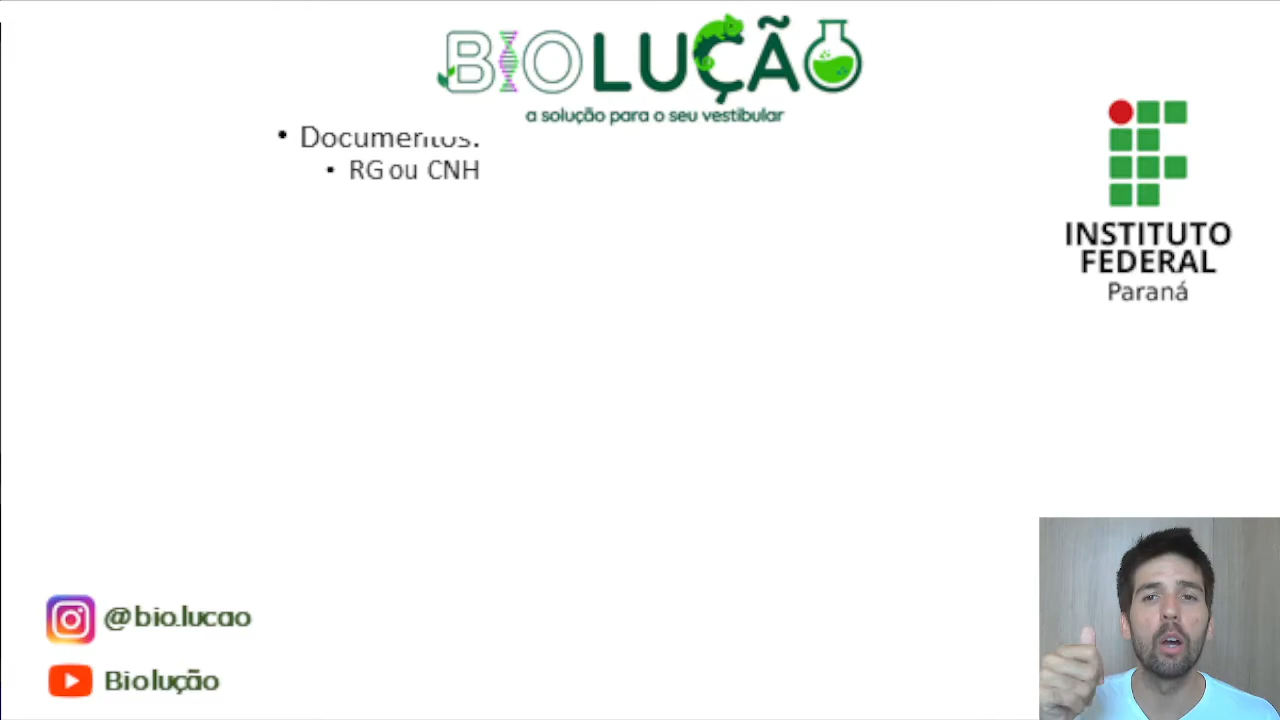 BIOLUÇÃO
a solução para o seu vestibular
• Documentos:
• RG ou CNH
INSTITUTO
FEDERAL
Paraná
@bio.lucao
Biolução